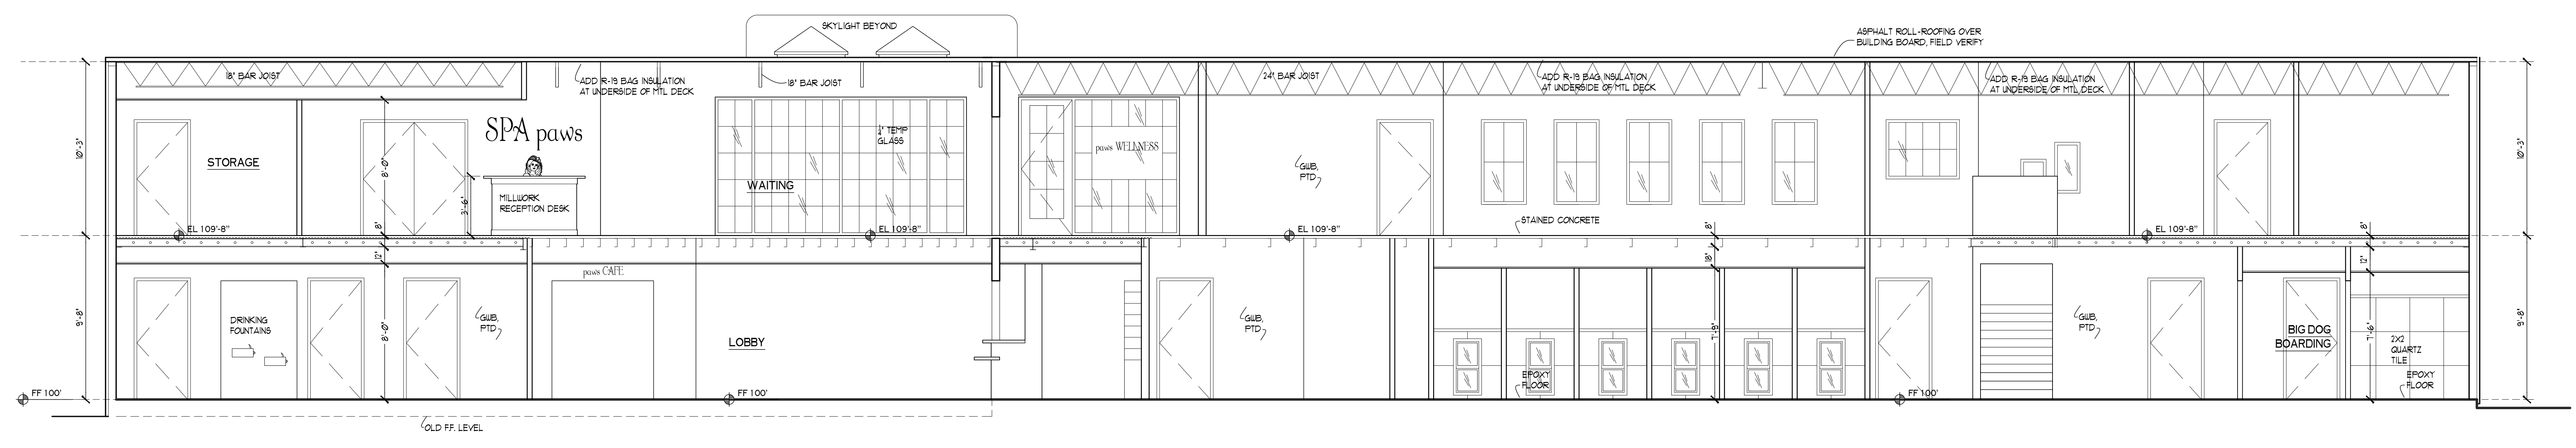 SKYLIGHT BEYOND
ASPHALT ROLL-ROOFING OVER
BUILDING BOARD, FIELD VERIFY
18" BAR JOIST
ADD R-19 BAG INSULATION
AT UNDERSIDE OF MTL DECK
18" BAR JOIST
24" BAR JOIST
ADD R-19 BAG INSULATION
AT UNDERSIDE OF MTL DECK
ADD R-19 BAG INSULATION
AT UNDERSIDE OF MTL DECK
10'-3"
STORAGE
8'-0"
SPA paws
3'-6"
MILLWORK
RECEPTION DESK
WAITING
¼" TEMP
GLASS
paws WELLNESS
GWB,
PTD
10'-3"
STAINED CONCRETE
EL 109'-8"
8"
EL 109'-8"
EL 109'-8"
8"
EL 109'-8"
8"
12"
paws CAFE
18"
12"
9'-8"
DRINKING
FOUNTAINS
8'-0"
GWB,
PTD
LOBBY
GWB,
PTD
7'-9"
EPOXY
FLOOR
GWB,
PTD
BIG DOG
BOARDING
7'-6"
2X2
QUARTZ
TILE
EPOXY
FLOOR
9'-8"
FF 100'
FF 100'
FF 100'
OLD F.F. LEVEL